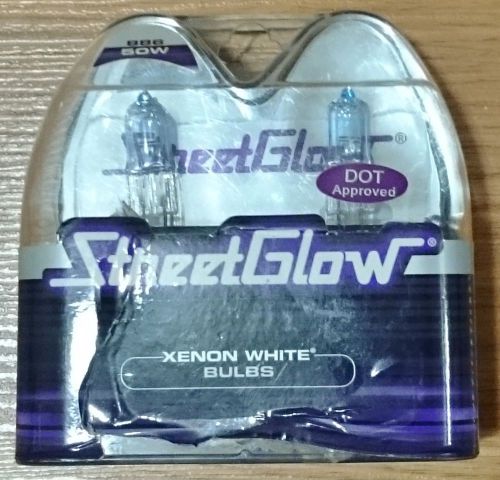 886
50W
StreetGlow®
DOT
Approved
StreetGlow®
XENON WHITE®
BULBS